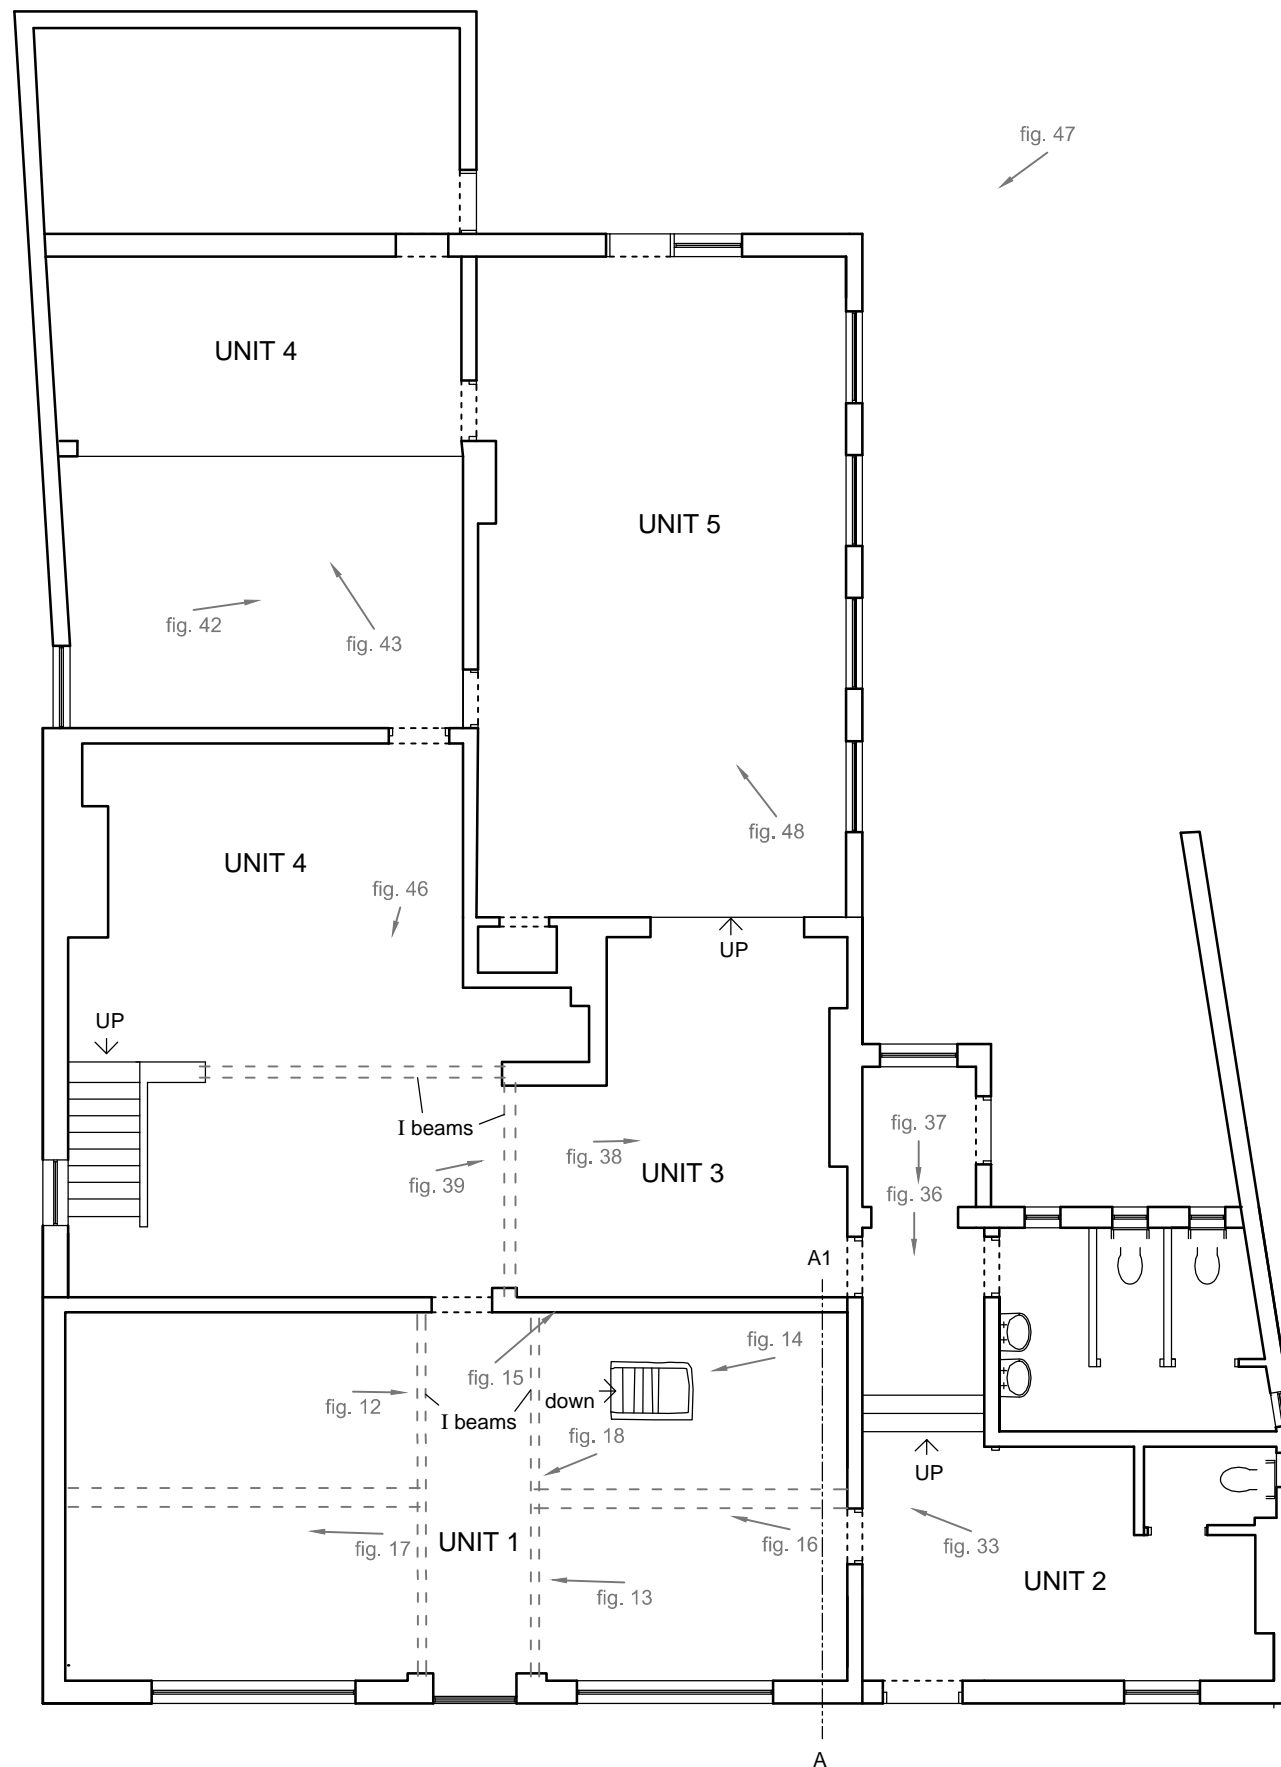 fig. 47
UNIT 4
UNIT 5
fig. 42
fig. 43
fig. 48
UNIT 4
fig. 46
UP
UP
I beams
fig. 37
fig. 38
fig. 39
UNIT 3
fig. 36
A1
fig. 14
fig. 15
fig. 12
down
I beams
fig. 18
UP
fig. 17
UNIT 1
fig. 16
fig. 33
UNIT 2
fig. 13
A